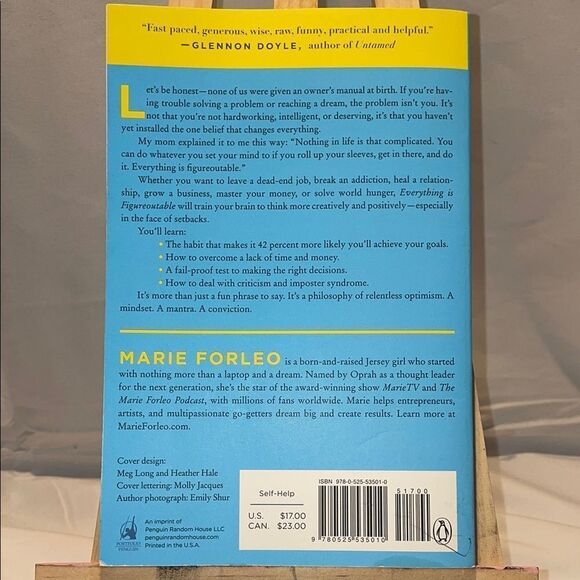 “Fast paced, generous, wise, raw, funny, practical and helpful.”
—GLENNON DOYLE, author of Untamed
Let's be honest—none of us were given an owner's manual at birth. If you're hav-
ing trouble solving a problem or reaching a dream, the problem isn't you. It's
not that you're not hardworking, intelligent, or deserving, it's that you haven't
yet installed the one belief that changes everything.
My mom explained it to me this way: “Nothing in life is that complicated. You
can do whatever you set your mind to if you roll up your sleeves, get in there, and do
it. Everything is figureoutable.”
Whether you want to leave a dead-end job, break an addiction, heal a relation-
ship, grow a business, master your money, or solve world hunger, Everything is
Figureoutable will train your brain to think more creatively and positively—especially
in the face of setbacks.
You'll learn:
• The habit that makes it 42 percent more likely you'll achieve your goals.
• How to overcome a lack of time and money.
• A fail-proof test to making the right decisions.
• How to deal with criticism and imposter syndrome.
It's more than just a fun phrase to say. It's a philosophy of relentless optimism. A
mindset. A mantra. A conviction.
MARIE FORLEO is a born-and-raised Jersey girl who started
with nothing more than a laptop and a dream. Named by Oprah as a thought leader
for the next generation, she's the star of the award-winning show MarieTV and The
Marie Forleo Podcast, with millions of fans worldwide. Marie helps entrepreneurs,
artists, and multipassionate go-getters dream big and create results. Learn more at
MarieForleo.com.
Cover design:
Meg Long and Heather Hale
Cover lettering: Molly Jacques
Author photograph: Emily Shur
PORTFOLIO
PENGUIN
An imprint of
Penguin Random House LLC
penguinrandomhouse.com
Printed in the U.S.A.
Self-Help
U.S. $17.00
CAN. $23.00
ISBN 978-0-525-53501-0
51700
9 780525 535010